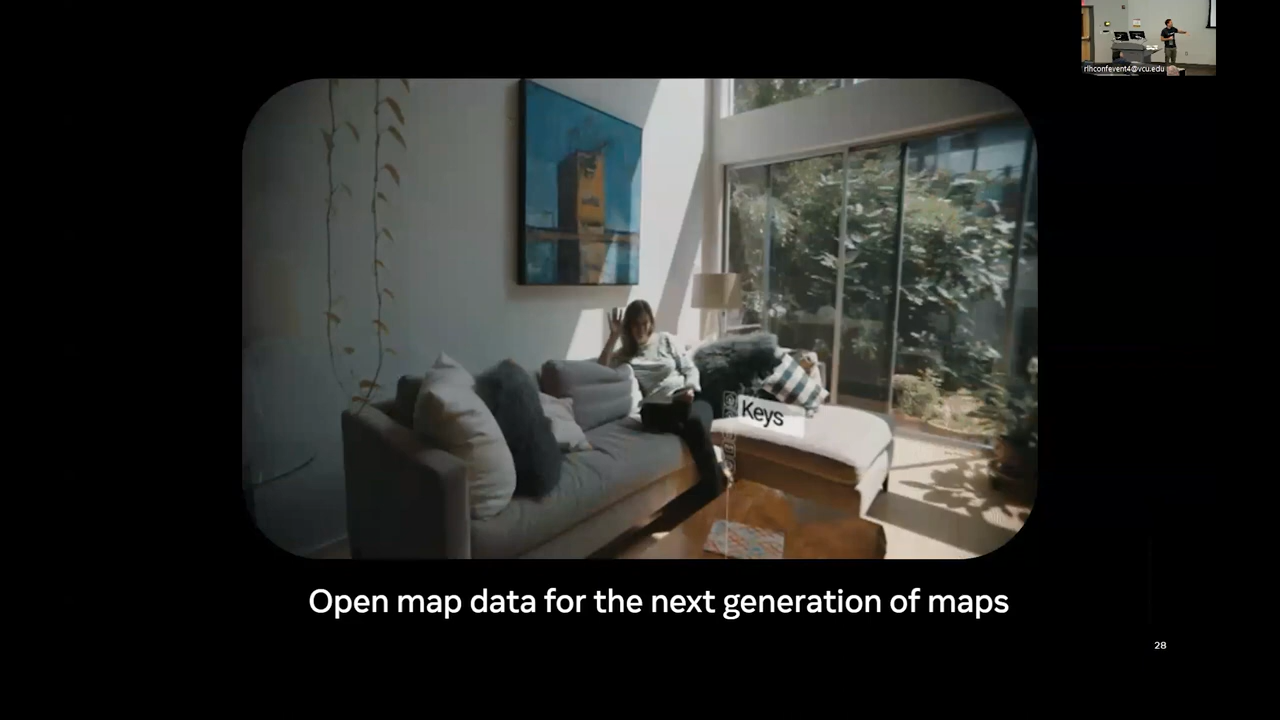 rlhconfevent4@vcu.edu
Keys
Open map data for the next generation of maps
28